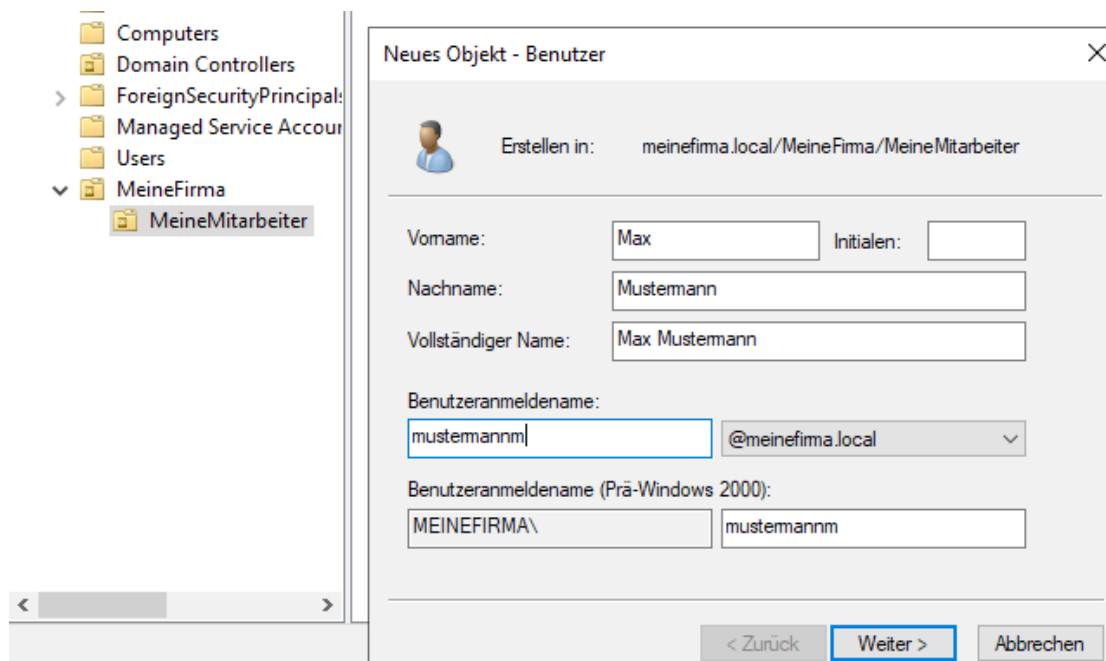 Computers
Domain Controllers
ForeignSecurityPrincipal
Managed Service Accour
Users
MeineFirma
MeineMitarbeiter
Neues Objekt - Benutzer
Erstellen in: meinefirma.local/MeineFirma/MeineMitarbeiter
Vorname: Max Initialen:
Nachname: Mustermann
Vollständiger Name: Max Mustermann
Benutzeranmeldename:
mustermannm @meinefirma.local
Benutzeranmeldename (Prä-Windows 2000):
MEINEFIRMA\ mustermannm
< Zurück Weiter > Abbrechen